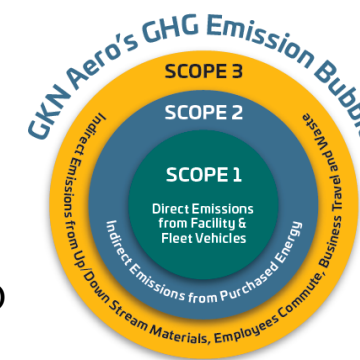 GKN Aero's GHG Emission
SCOPE 3
SCOPE 2
SCOPE 1
Direct Emissions
from Facility &
Fleet Vehicles
Indirect Emissions from Purchased Energy
Indirect Emissions from Up/Down Stream Materials, Employees Commute, Business Travel and Waste